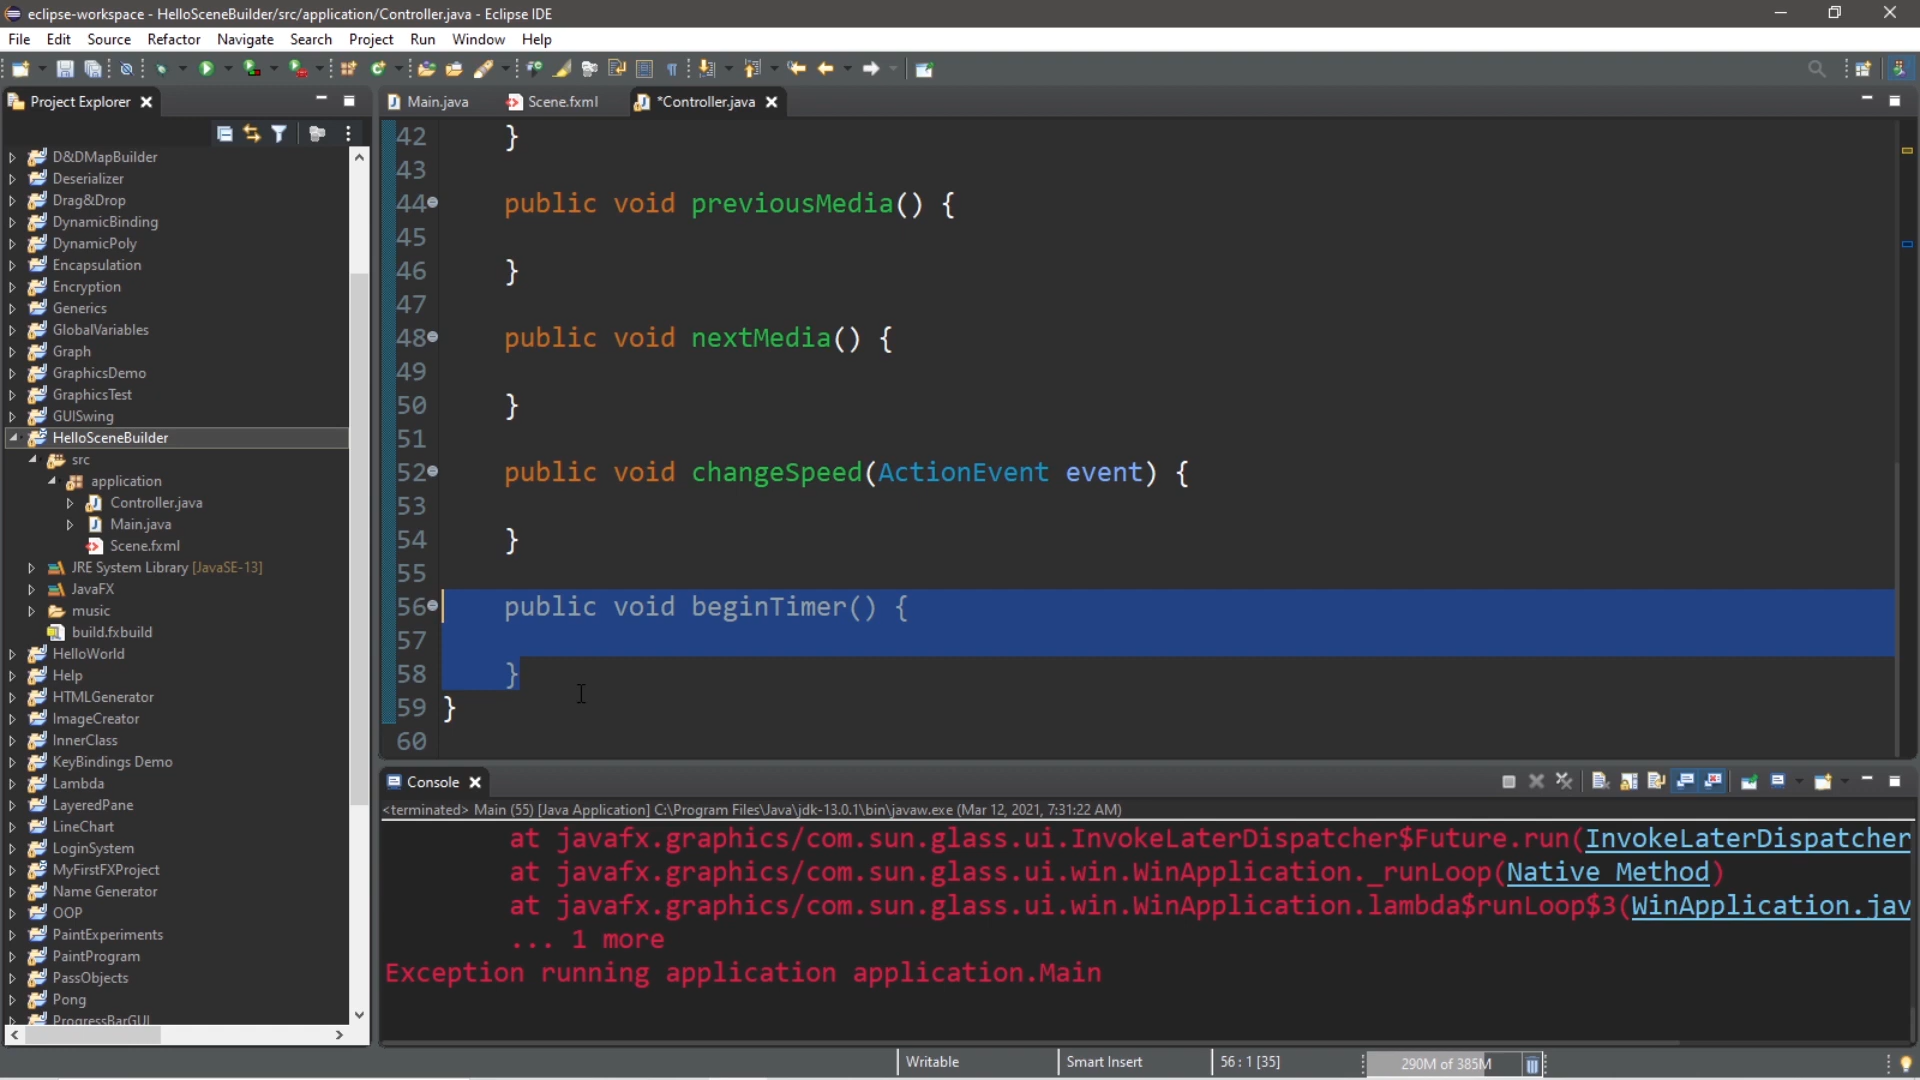 eclipse-workspace - HelloSceneBuilder/src/application/Controller.java - Eclipse IDE
File Edit Source Refactor Navigate Search Project Run Window Help
Project Explorer
Main.java Scene.fxml *Controller.java
D&DMapBuilder
Deserializer
Drag&Drop
DynamicBinding
DynamicPoly
Encapsulation
Encryption
Generics
GlobalVariables
Graph
GraphicsDemo
GraphicsTest
GUISwing
HelloSceneBuilder
src
application
Controller.java
Main.java
Scene.fxml
JRE System Library [JavaSE-13]
JavaFX
music
build.fxbuild
HelloWorld
Help
HTMLGenerator
ImageCreator
InnerClass
KeyBindings Demo
Lambda
LayeredPane
LineChart
LoginSystem
MyFirstFXProject
Name Generator
OOP
PaintExperiments
PaintProgram
PassObjects
Pong
ProgressBarGUI
42 }
43
44 public void previousMedia() {
45
46 }
47
48 public void nextMedia() {
49
50 }
51
52 public void changeSpeed(ActionEvent event) {
53
54 }
55
56 public void beginTimer() {
57
58 }
59 }
60
Console
<terminated> Main (55) [Java Application] C:\Program Files\Java\jdk-13.0.1\bin\javaw.exe (Mar 12, 2021, 7:31:22 AM)
at javafx.graphics/com.sun.glass.ui.InvokeLaterDispatcher$Future.run(InvokeLaterDispatcher
at javafx.graphics/com.sun.glass.ui.win.WinApplication._runLoop(Native Method)
at javafx.graphics/com.sun.glass.ui.win.WinApplication.lambda$runLoop$3(WinApplication.jav
... 1 more
Exception running application application.Main
Writable Smart Insert 56 : 1 [35] 290M of 385M